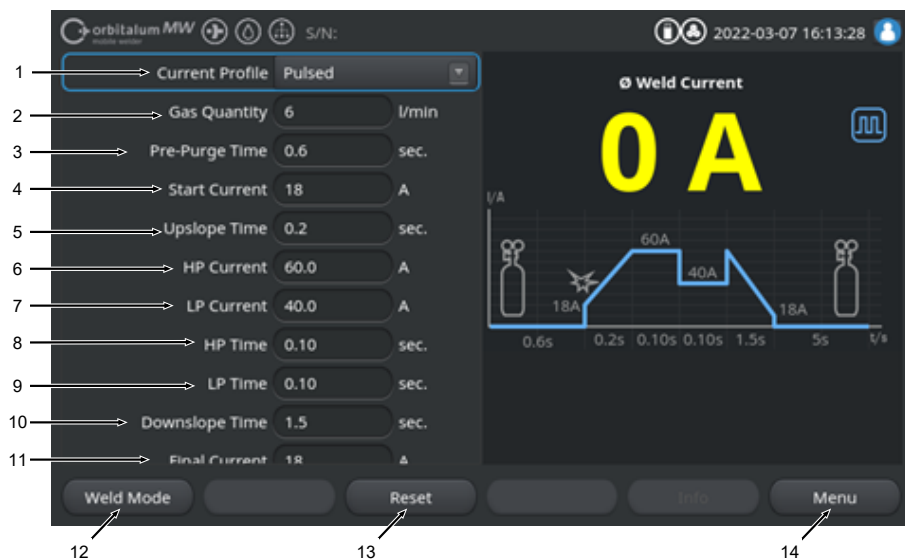 orbitalum MW S/N: 2022-03-07 16:13:28
mobile welder
1 Current Profile Pulsed
2 Gas Quantity 6 l/min
3 Pre-Purge Time 0.6 sec.
4 Start Current 18 A
5 Upslope Time 0.2 sec.
6 HP Current 60.0 A
7 LP Current 40.0 A
8 HP Time 0.10 sec.
9 LP Time 0.10 sec.
10 Downslope Time 1.5 sec.
11 Final Current 18 A
Ø Weld Current
0 A
I/A
60A
40A
18A
18A
0.6s 0.2s 0.10s 0.10s 1.5s 5s t/s
Weld Mode Reset Info Menu
12 13 14